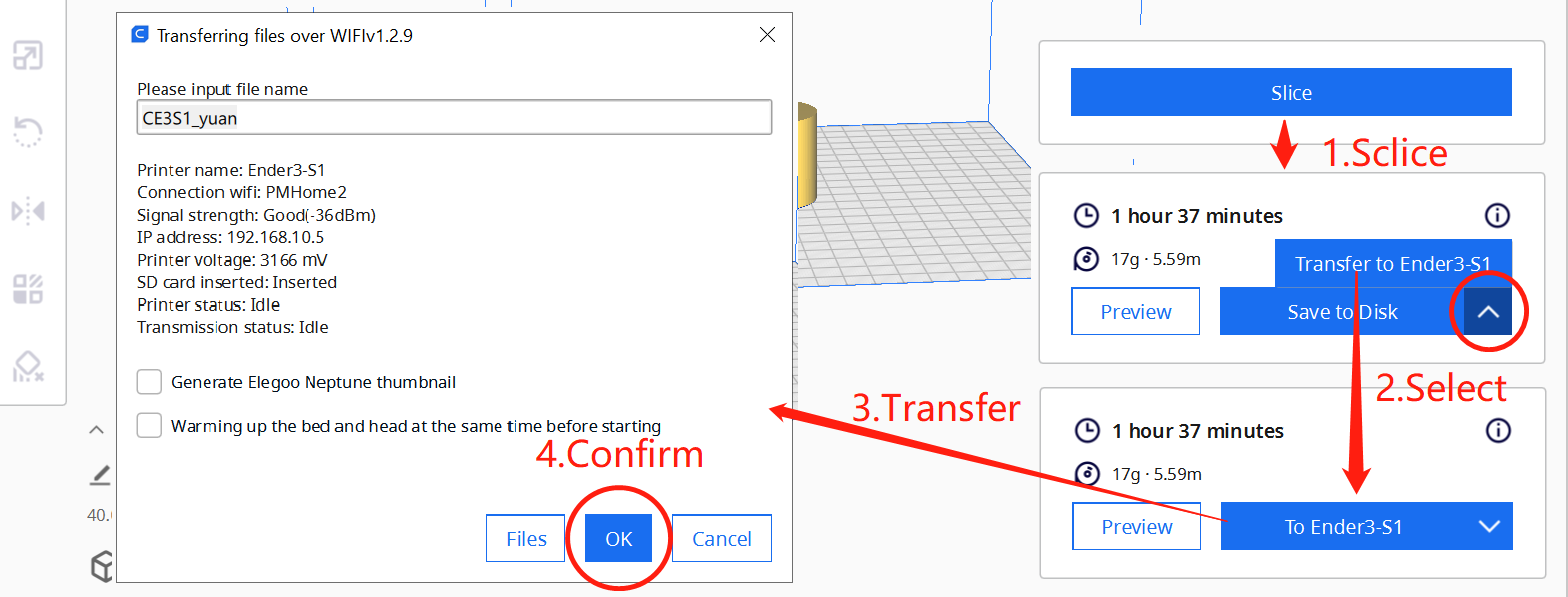 Transferring files over WIFIv1.2.9
Please input file name
CE3S1_yuan
Printer name: Ender3-S1
Connection wifi: PMHome2
Signal strength: Good(-36dBm)
IP address: 192.168.10.5
Printer voltage: 3166 mV
SD card inserted: Inserted
Printer status: Idle
Transmission status: Idle
Generate Elegoo Neptune thumbnail
Warming up the bed and head at the same time before starting
4.Confirm
Files
OK
Cancel
40.
Slice
1.Sclice
1 hour 37 minutes
17g · 5.59m
Transfer to Ender3-S1
Preview
Save to Disk
2.Select
3.Transfer
1 hour 37 minutes
17g · 5.59m
Preview
To Ender3-S1